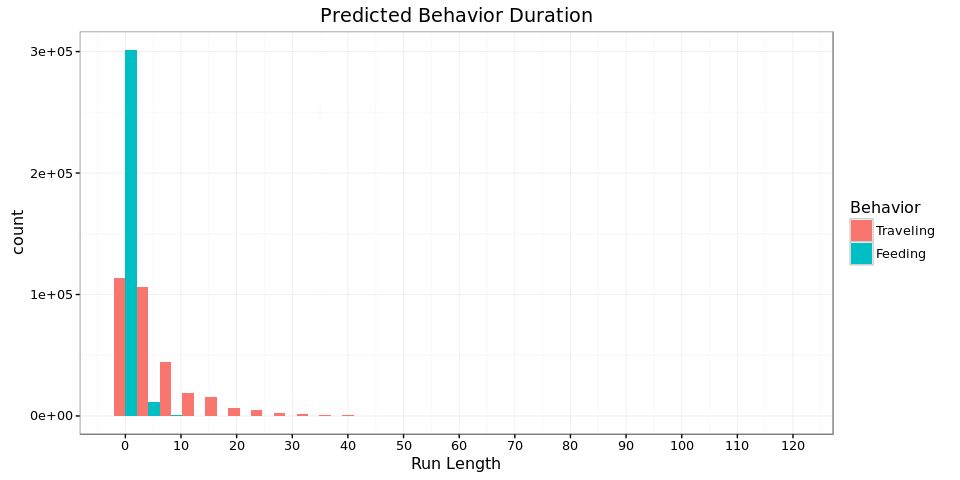 Predicted Behavior Duration
3e+05
2e+05
1e+05
0e+00
count
0 10 20 30 40 50 60 70 80 90 100 110 120
Run Length
Behavior
Traveling
Feeding